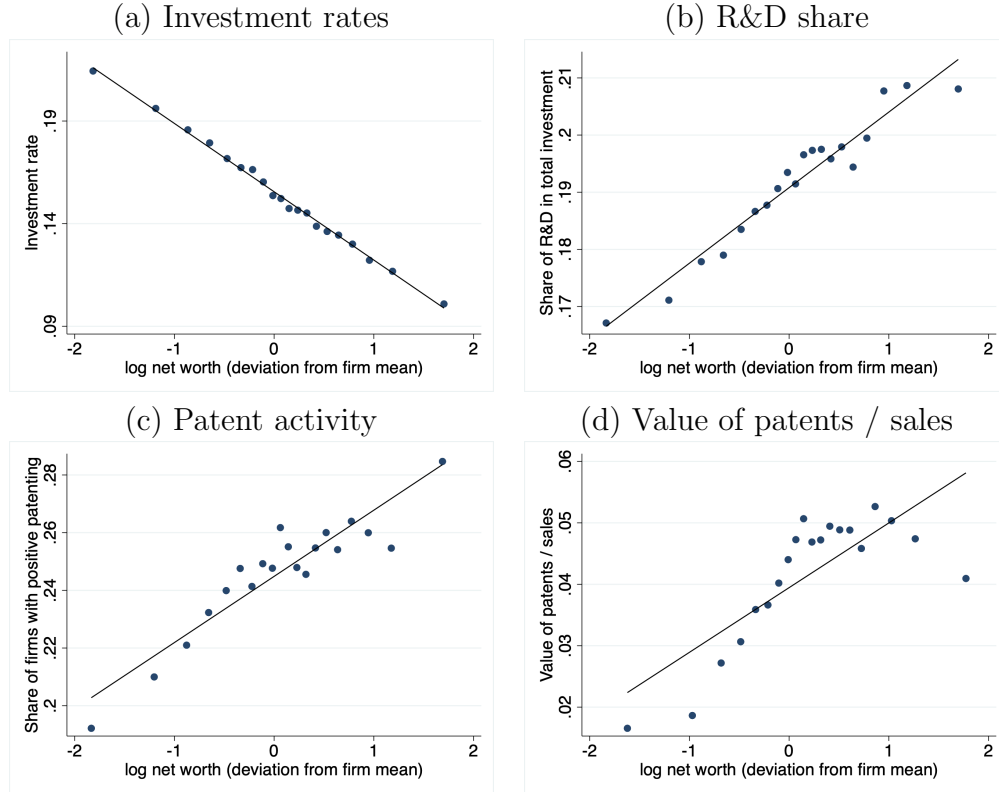 (a) Investment rates
Investment rate
.19
.14
.09
-2 -1 0 1 2
log net worth (deviation from firm mean)
(b) R&D share
Share of R&D in total investment
.21
.2
.19
.18
.17
-2 -1 0 1 2
log net worth (deviation from firm mean)
(c) Patent activity
Share of firms with positive patenting
.28
.26
.24
.22
.2
-2 -1 0 1 2
log net worth (deviation from firm mean)
(d) Value of patents / sales
Value of patents / sales
.06
.05
.04
.03
.02
-2 -1 0 1 2
log net worth (deviation from firm mean)